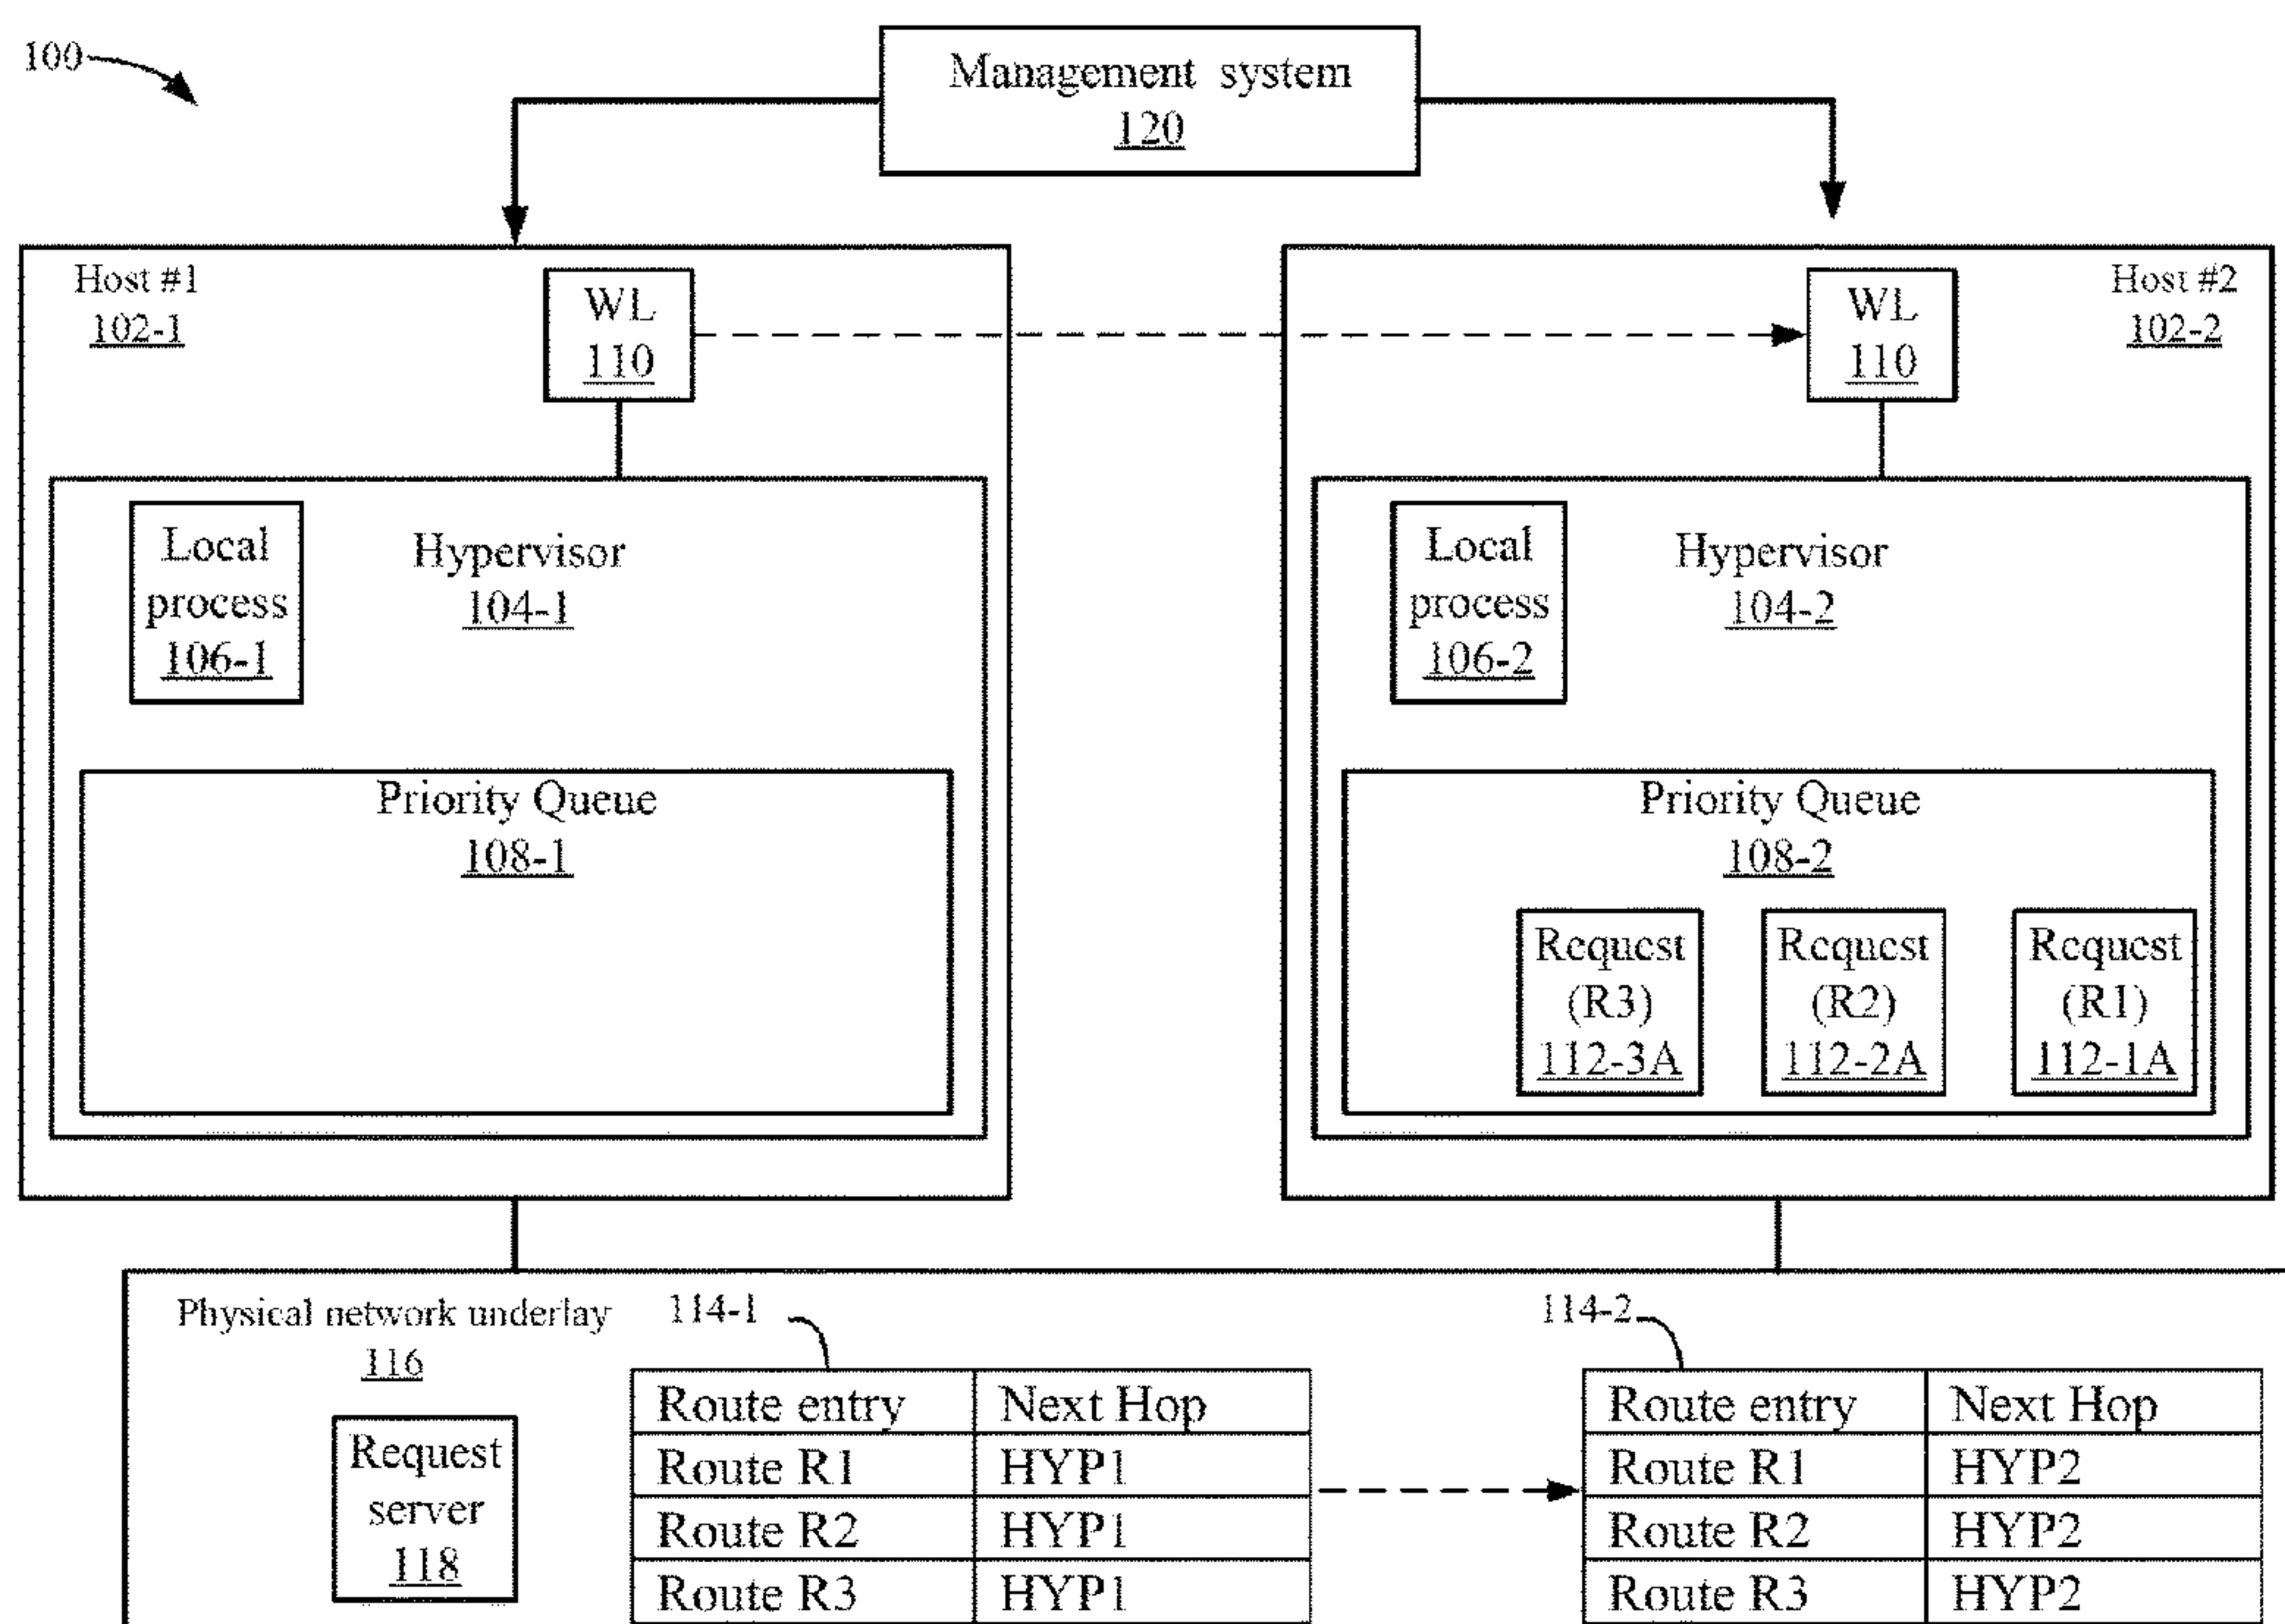 100
Management system
120
Host #1
102-1
WL
110
WL
110
Host #2
102-2
Local
process
106-1
Hypervisor
104-1
Local
process
106-2
Hypervisor
104-2
Priority Queue
108-1
Priority Queue
108-2
Request
(R3)
112-3A
Request
(R2)
112-2A
Request
(R1)
112-1A
Physical network underlay
116
Request
server
118
114-1
Route entry Next Hop
Route R1 HYP1
Route R2 HYP1
Route R3 HYP1
114-2
Route entry Next Hop
Route R1 HYP2
Route R2 HYP2
Route R3 HYP2